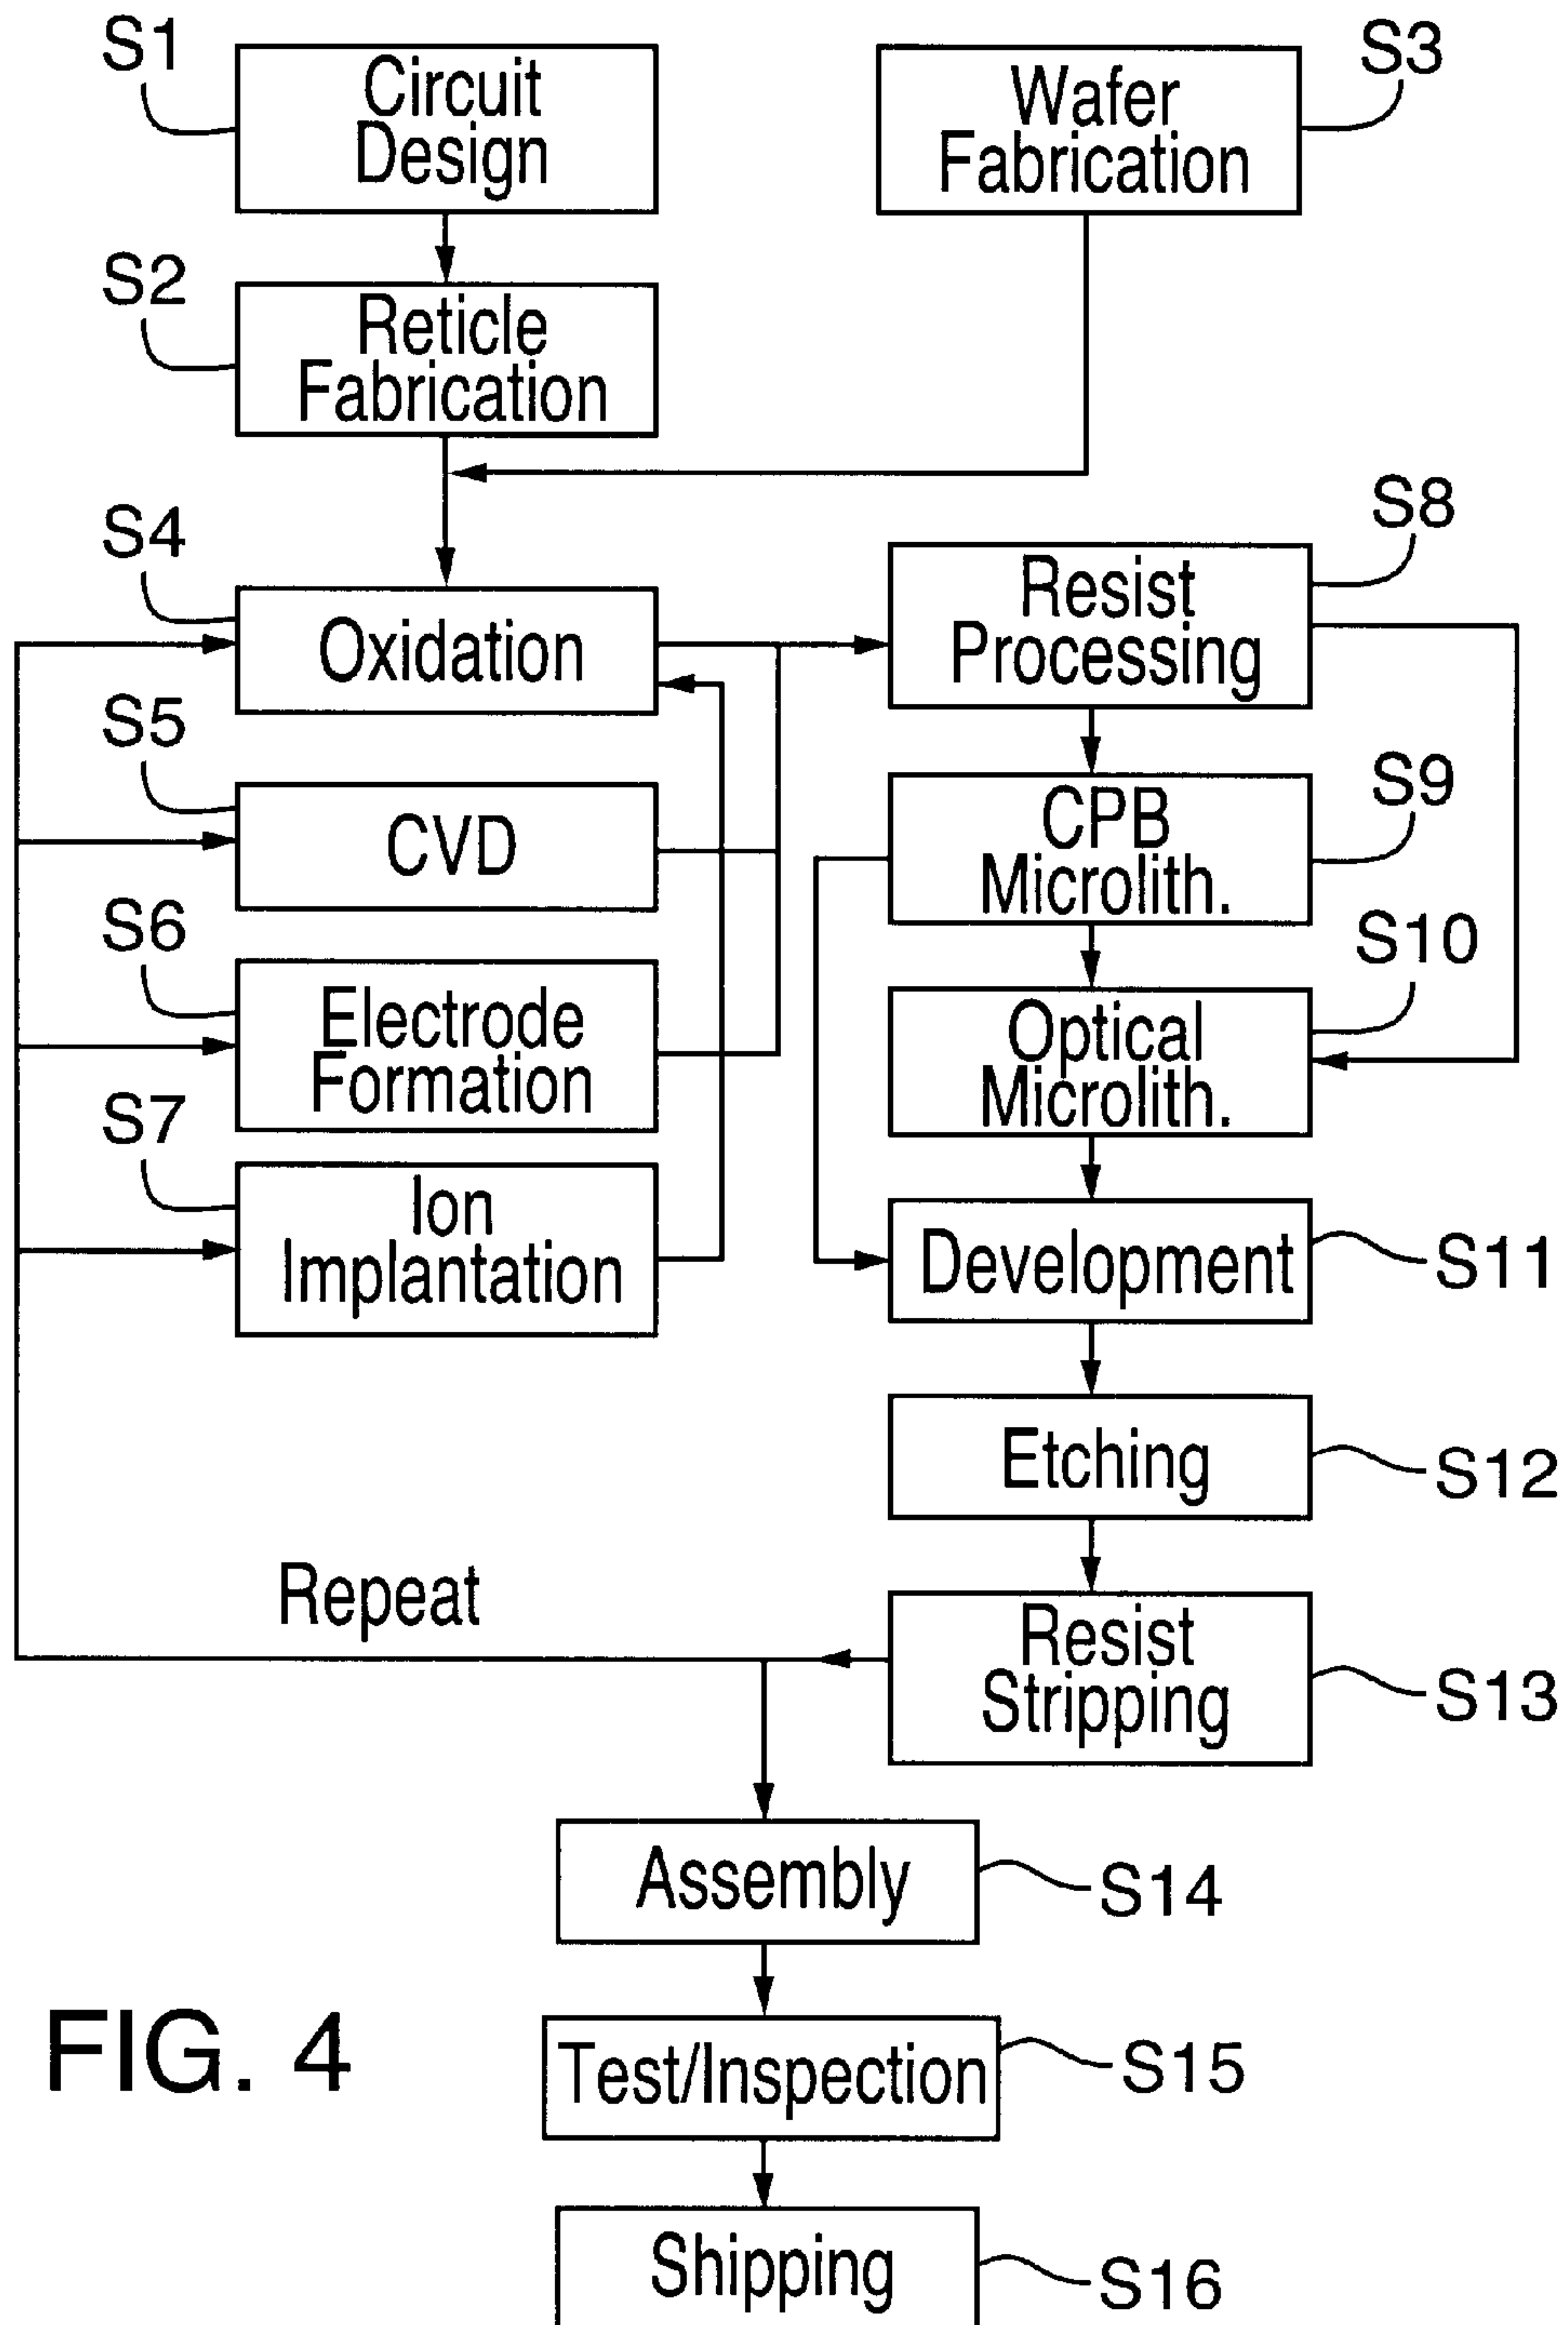 S1
Circuit
Design
S3
Wafer
Fabrication
S2
Reticle
Fabrication
S4
Oxidation
S8
Resist
Processing
S5
CVD
S9
CPB
Microlith.
S6
Electrode
Formation
S10
Optical
Microlith.
S7
Ion
Implantation
Development
S11
Etching
S12
Repeat
Resist
Stripping
S13
Assembly
S14
Test/Inspection
S15
Shipping
S16
FIG. 4